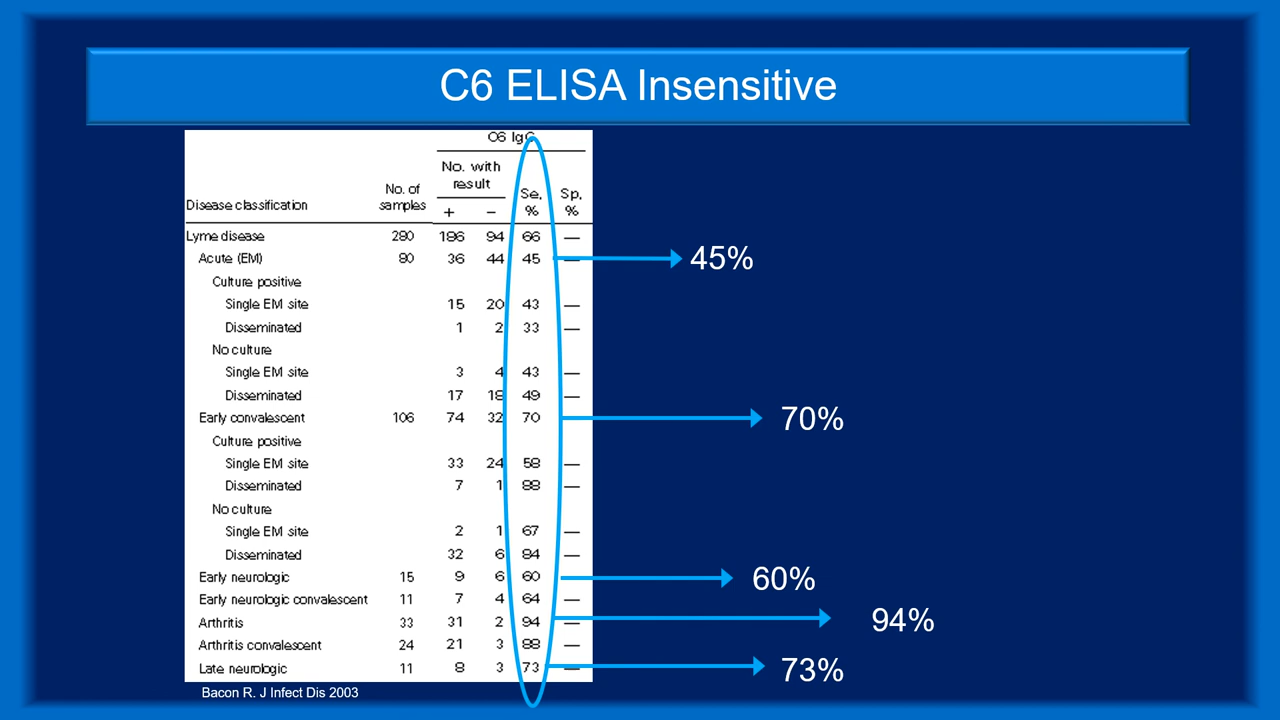 C6 ELISA Insensitive
C6 IgG
No. with
result
No. of
samples
Se,
%
Sp,
%
Disease classification + −
Lyme disease 280 186 94 66 —
Acute (EM) 80 36 44 45 — 45%
Culture positive
Single EM site 15 20 43 —
Disseminated 1 2 33 —
No culture
Single EM site 3 4 43 —
Disseminated 17 18 49 —
Early convalescent 106 74 32 70 — 70%
Culture positive
Single EM site 33 24 58 —
Disseminated 7 1 88 —
No culture
Single EM site 2 1 67 —
Disseminated 32 6 84 —
Early neurologic 15 9 6 60 — 60%
Early neurologic convalescent 11 7 4 64 —
Arthritis 33 31 2 94 — 94%
Arthritis convalescent 24 21 3 88 —
Late neurologic 11 8 3 73 — 73%
Bacon R. J Infect Dis 2003